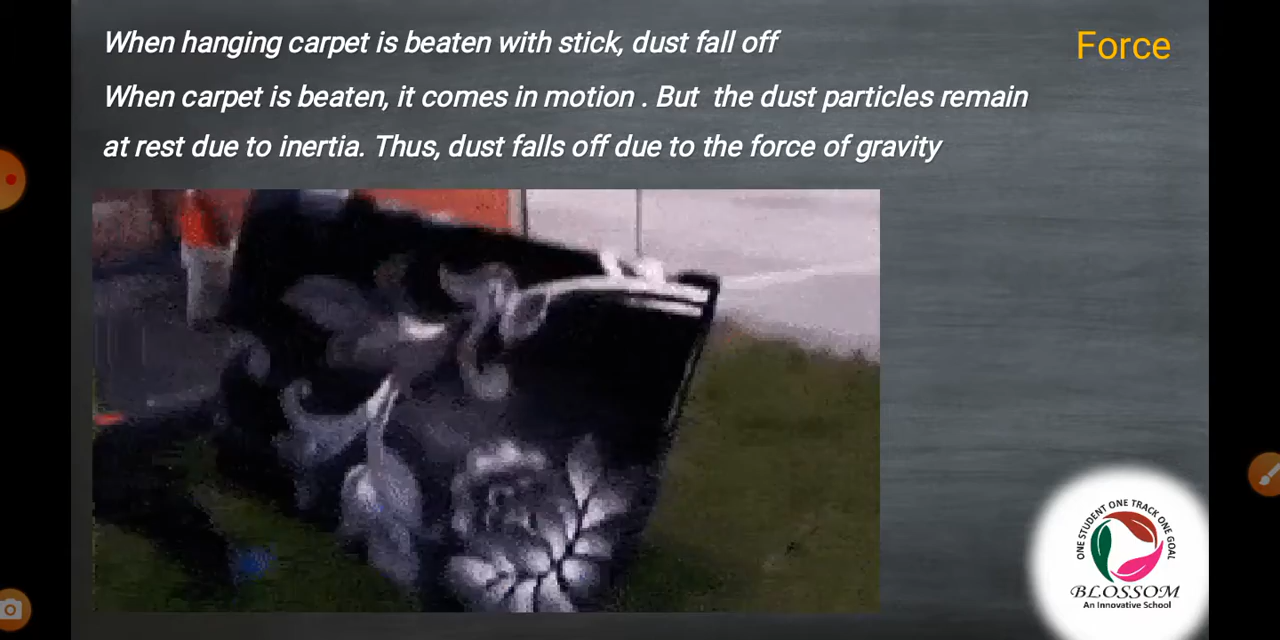 When hanging carpet is beaten with stick, dust fall off
Force
When carpet is beaten, it comes in motion . But the dust particles remain
at rest due to inertia. Thus, dust falls off due to the force of gravity
ONE STUDENT ONE TRACK ONE GOAL
BLOSSOM
An Innovative School